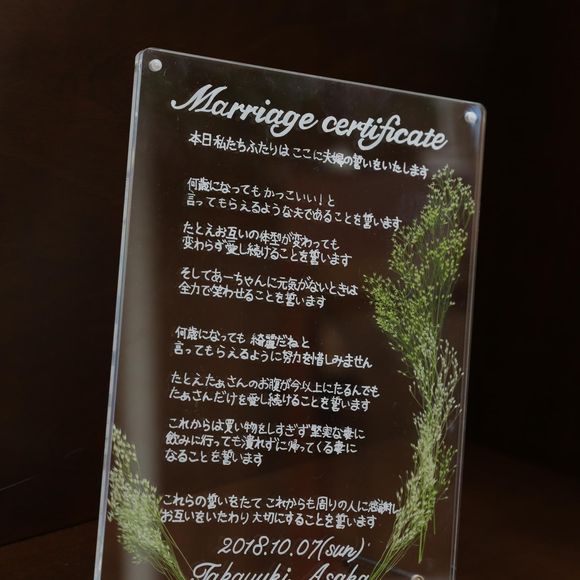 Marriage certificate
本日私たちふたりは ここに夫婦の誓いをいたします
何歳になっても かっこいい！と
言ってもらえるような夫であることを誓います
たとえお互いの体型が変わっても
変わらず愛し続けることを誓います
そしてあーちゃんに元気がないときは
全力で笑わせることを誓います
何歳になっても 綺麗だねと
言ってもらえるように努力を惜しみません
たとえたぁさんのお腹が今以上にたるんでも
たぁさんだけを愛し続けることを誓います
これからは買い物をしすぎず堅実な妻に
飲みに行っても潰れずに帰ってくる妻に
なることを誓います
これらの誓いをたて これからも周りの人に感謝し
お互いをいたわり 大切にすることを誓います
2018.10.07(sun)
Takayuki Asaka